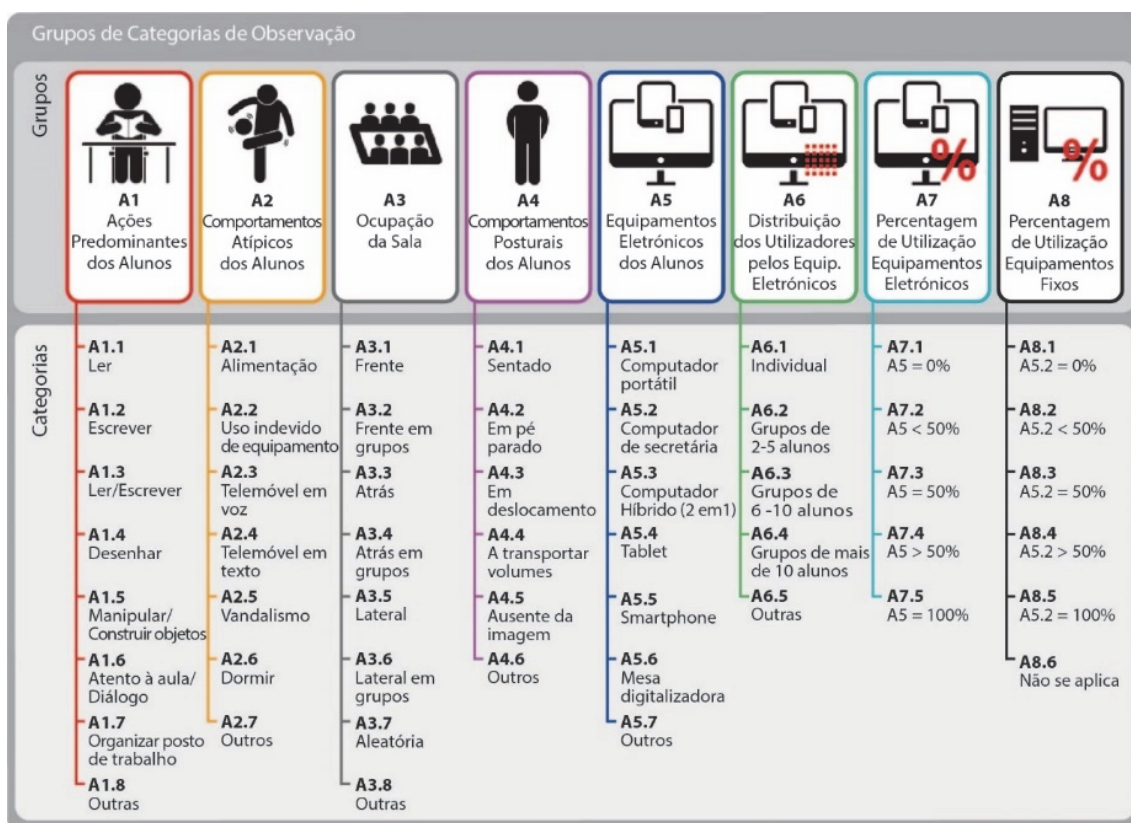 Grupos de Categorias de Observação
Grupos
A1
Ações
Predominantes
dos Alunos
A2
Comportamentos
Atípicos
dos Alunos
A3
Ocupação
da Sala
A4
Comportamentos
Posturais
dos Alunos
A5
Equipamentos
Eletrónicos
dos Alunos
A6
Distribuição
dos Utilizadores
pelos Equip.
Eletrónicos
%
A7
Percentagem
de Utilização
Equipamentos
Eletrónicos
%
A8
Percentagem
de Utilização
Equipamentos
Fixos
Categorias
A1.1
Ler
A1.2
Escrever
A1.3
Ler/Escrever
A1.4
Desenhar
A1.5
Manipular/
Construir objetos
A1.6
Atento à aula/
Diálogo
A1.7
Organizar posto
de trabalho
A1.8
Outras
A2.1
Alimentação
A2.2
Uso indevido
de equipamento
A2.3
Telemóvel em
voz
A2.4
Telemóvel em
texto
A2.5
Vandalismo
A2.6
Dormir
A2.7
Outros
A3.1
Frente
A3.2
Frente em
grupos
A3.3
Atrás
A3.4
Atrás em
grupos
A3.5
Lateral
A3.6
Lateral em
grupos
A3.7
Aleatória
A3.8
Outras
A4.1
Sentado
A4.2
Em pé
parado
A4.3
Em
deslocamento
A4.4
A transportar
volumes
A4.5
Ausente da
imagem
A4.6
Outros
A5.1
Computador
portátil
A5.2
Computador
de secretária
A5.3
Computador
Híbrido (2 em1)
A5.4
Tablet
A5.5
Smartphone
A5.6
Mesa
digitalizadora
A5.7
Outros
A6.1
Individual
A6.2
Grupos de
2-5 alunos
A6.3
Grupos de
6 -10 alunos
A6.4
Grupos de mais
de 10 alunos
A6.5
Outras
A7.1
A5 = 0%
A7.2
A5 < 50%
A7.3
A5 = 50%
A7.4
A5 > 50%
A7.5
A5 = 100%
A8.1
A5.2 = 0%
A8.2
A5.2 < 50%
A8.3
A5.2 = 50%
A8.4
A5.2 > 50%
A8.5
A5.2 = 100%
A8.6
Não se aplica